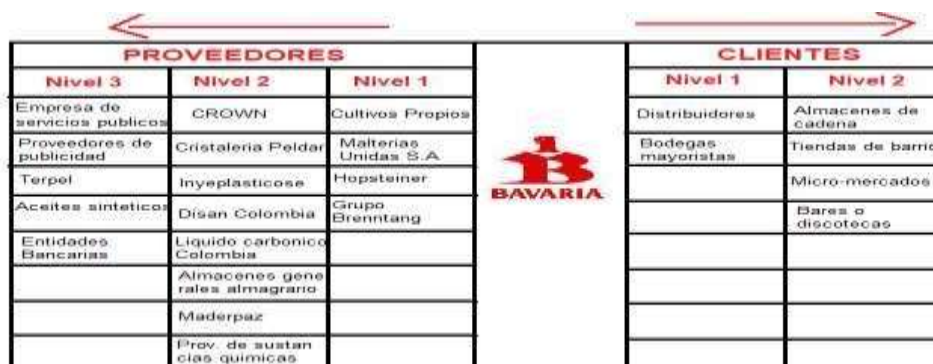 PROVEEDORES
CLIENTES
Nivel 3
Nivel 2
Nivel 1
Nivel 1
Nivel 2
Empresa de
servicios publicos
CROWN
Cultivos Propios
Distribuidores
Almacenes de
cadena
Proveedores de
publicidad
Cristaleria Peldar
Malterias
Unidas S.A
Bodegas
mayoristas
Tiendas de barrio
Terpel
Inyeplasticose
Hopsteiner
Micro-mercados
Aceites sinteticos
Disan Colombia
Grupo
Brenntang
Bares o
discotecas
Entidades
Bancarias
Liquido carbonico
Colombia
Almacenes gene
rales almagrario
Maderpaz
Prov. de sustan
cias quimicas
B
BAVARIA